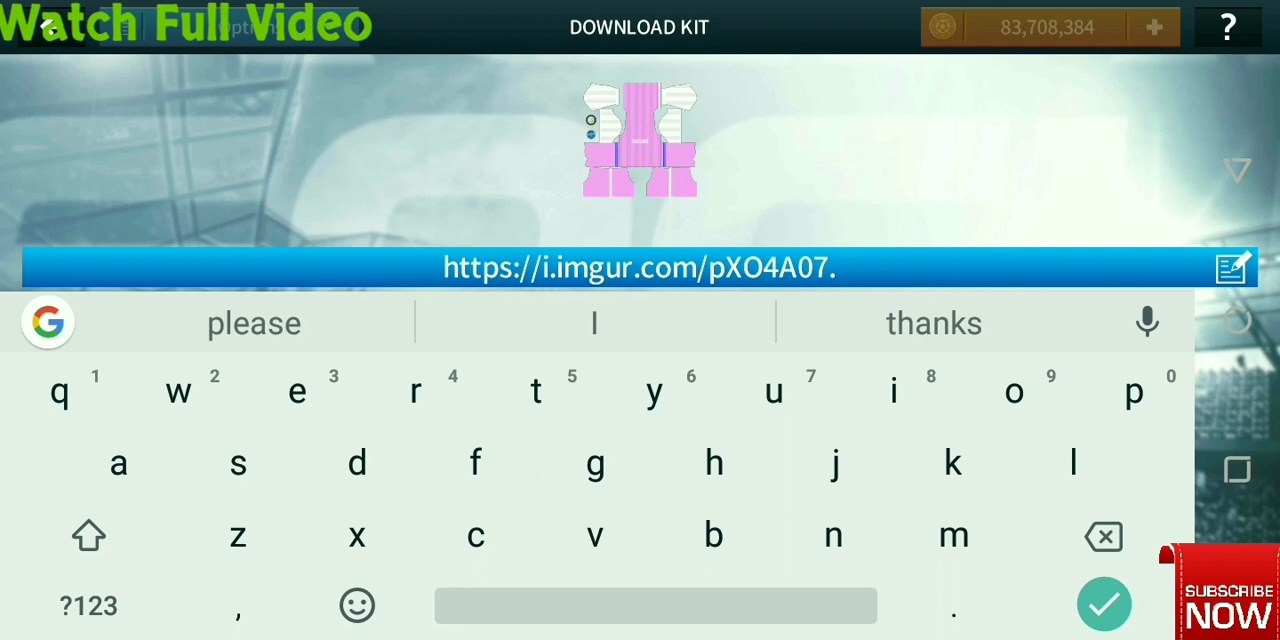 Watch Full Video
Options
DOWNLOAD KIT
83,708,384
+
?
https://i.imgur.com/pXO4A07.
please
I
thanks
q 1 w 2 e 3 r 4 t 5 y 6 u 7 i 8 o 9 p 0
a s d f g h j k l
z x c v b n m
?123 , .
SUBSCRIBE
NOW